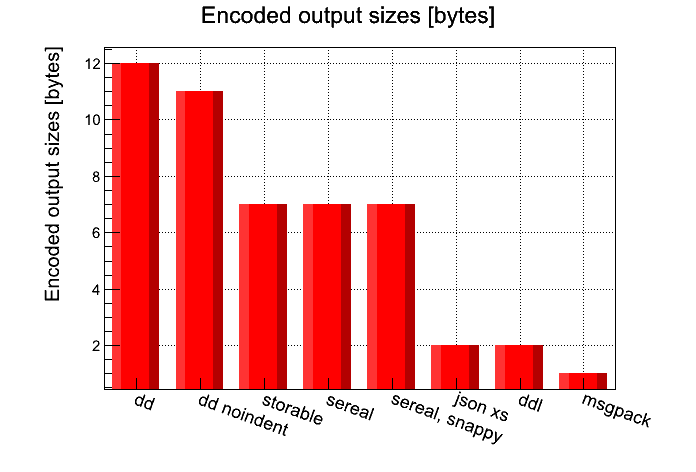 Encoded output sizes [bytes]
Encoded output sizes [bytes]
12
10
8
6
4
2
dd
dd noindent
storable
sereal
sereal, snappy
json xs
ddl
msgpack